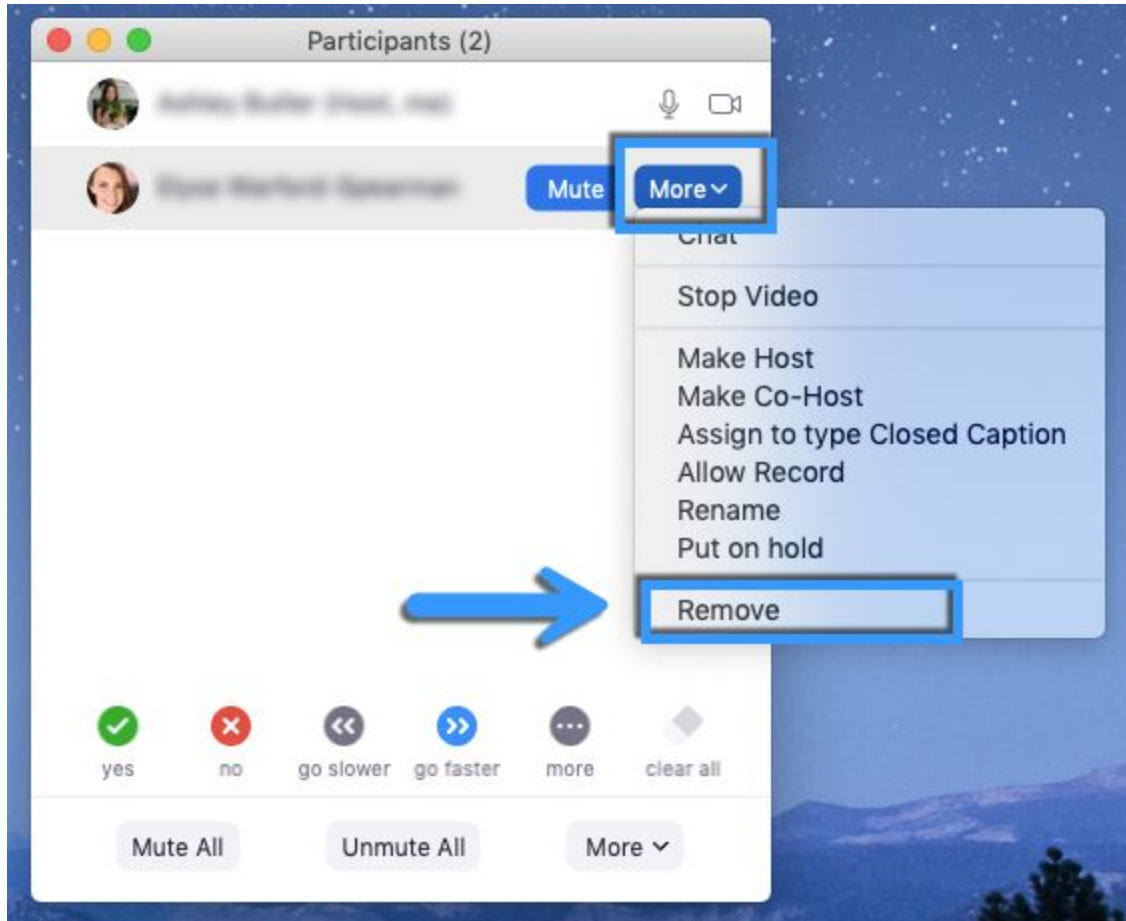 Participants (2)
Mute
More
Chat
Stop Video
Make Host
Make Co-Host
Assign to type Closed Caption
Allow Record
Rename
Put on hold
Remove
yes
no
go slower
go faster
more
clear all
Mute All
Unmute All
More